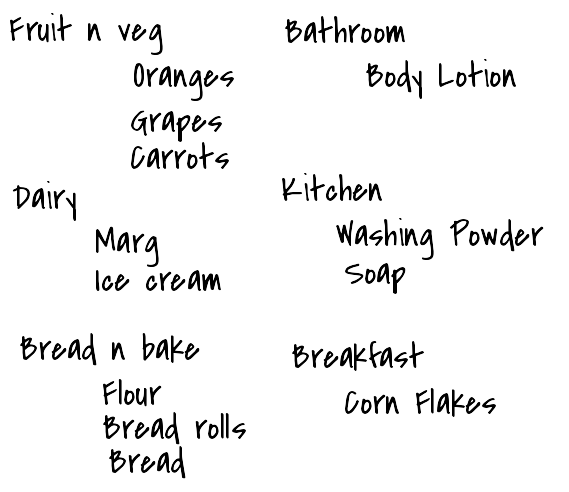 Fruit n veg
Oranges
Grapes
Carrots
Dairy
Marg
Ice cream
Bread n bake
Flour
Bread rolls
Bread
Bathroom
Body Lotion
Kitchen
Washing Powder
Soap
Breakfast
Corn Flakes